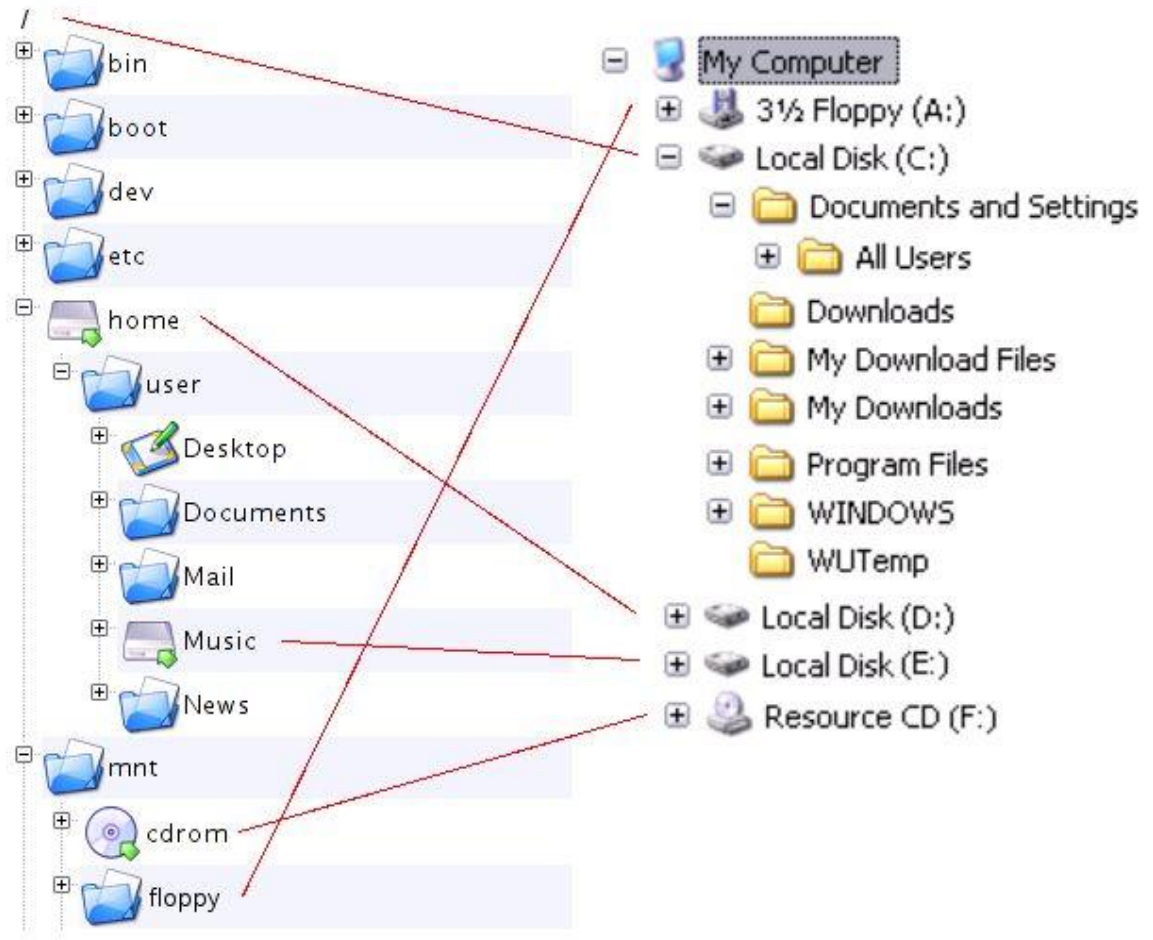 /
bin
boot
dev
etc
home
user
Desktop
Documents
Mail
Music
News
mnt
cdrom
floppy
My Computer
3½ Floppy (A:)
Local Disk (C:)
Documents and Settings
All Users
Downloads
My Download Files
My Downloads
Program Files
WINDOWS
WUTemp
Local Disk (D:)
Local Disk (E:)
Resource CD (F:)